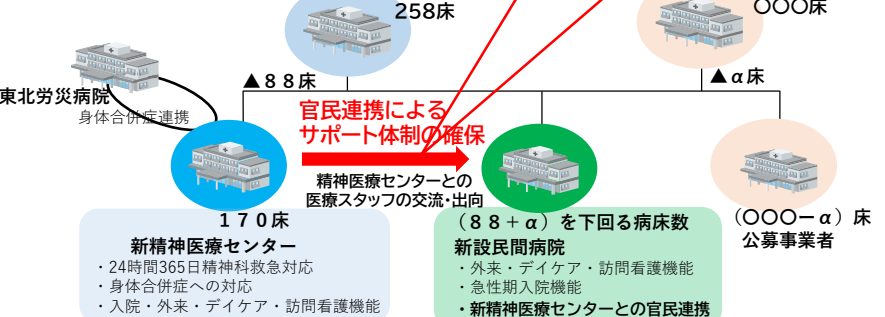 258床
〇〇〇床
▲８８床
▲α床
東北労災病院
身体合併症連携
官民連携による
サポート体制の確保
精神医療センターとの
医療スタッフの交流・出向
１７０床
新精神医療センター
・24時間365日精神科救急対応
・身体合併症への対応
・入院・外来・デイケア・訪問看護機能
（８８＋α）を下回る病床数
新設民間病院
・外来・デイケア・訪問看護機能
・急性期入院機能
・新精神医療センターとの官民連携
（〇〇〇ーα）床
公募事業者